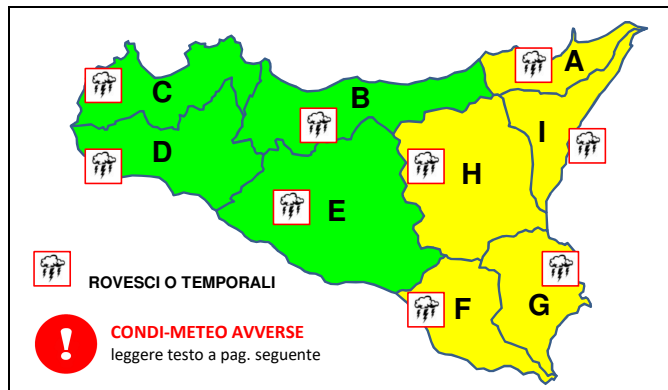 A
B
C
I
D
H
E
F
G
ROVESCI O TEMPORALI
!
CONDI-METEO AVVERSE
leggere testo a pag. seguente